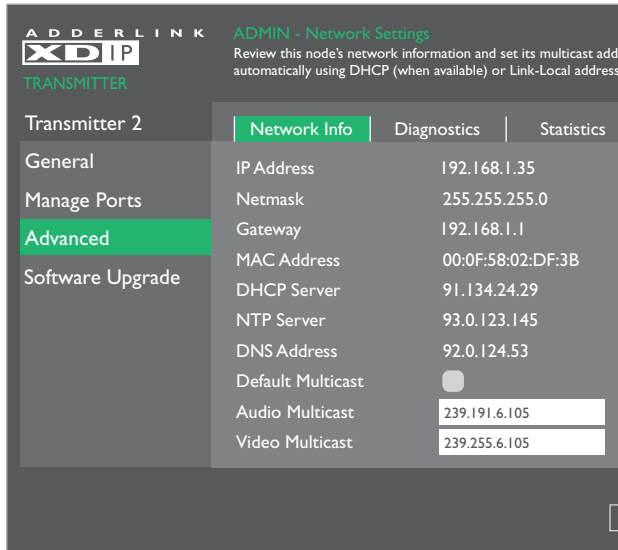 ADDERLINK
XDIP
TRANSMITTER
ADMIN - Network Settings
Review this node's network information and set its multicast add
automatically using DHCP (when available) or Link-Local address
Transmitter 2
General
Manage Ports
Advanced
Software Upgrade
Network Info Diagnostics Statistics
IP Address 192.168.1.35
Netmask 255.255.255.0
Gateway 192.168.1.1
MAC Address 00:0F:58:02:DF:3B
DHCP Server 91.134.24.29
NTP Server 93.0.123.145
DNS Address 92.0.124.53
Default Multicast
Audio Multicast 239.191.6.105
Video Multicast 239.255.6.105